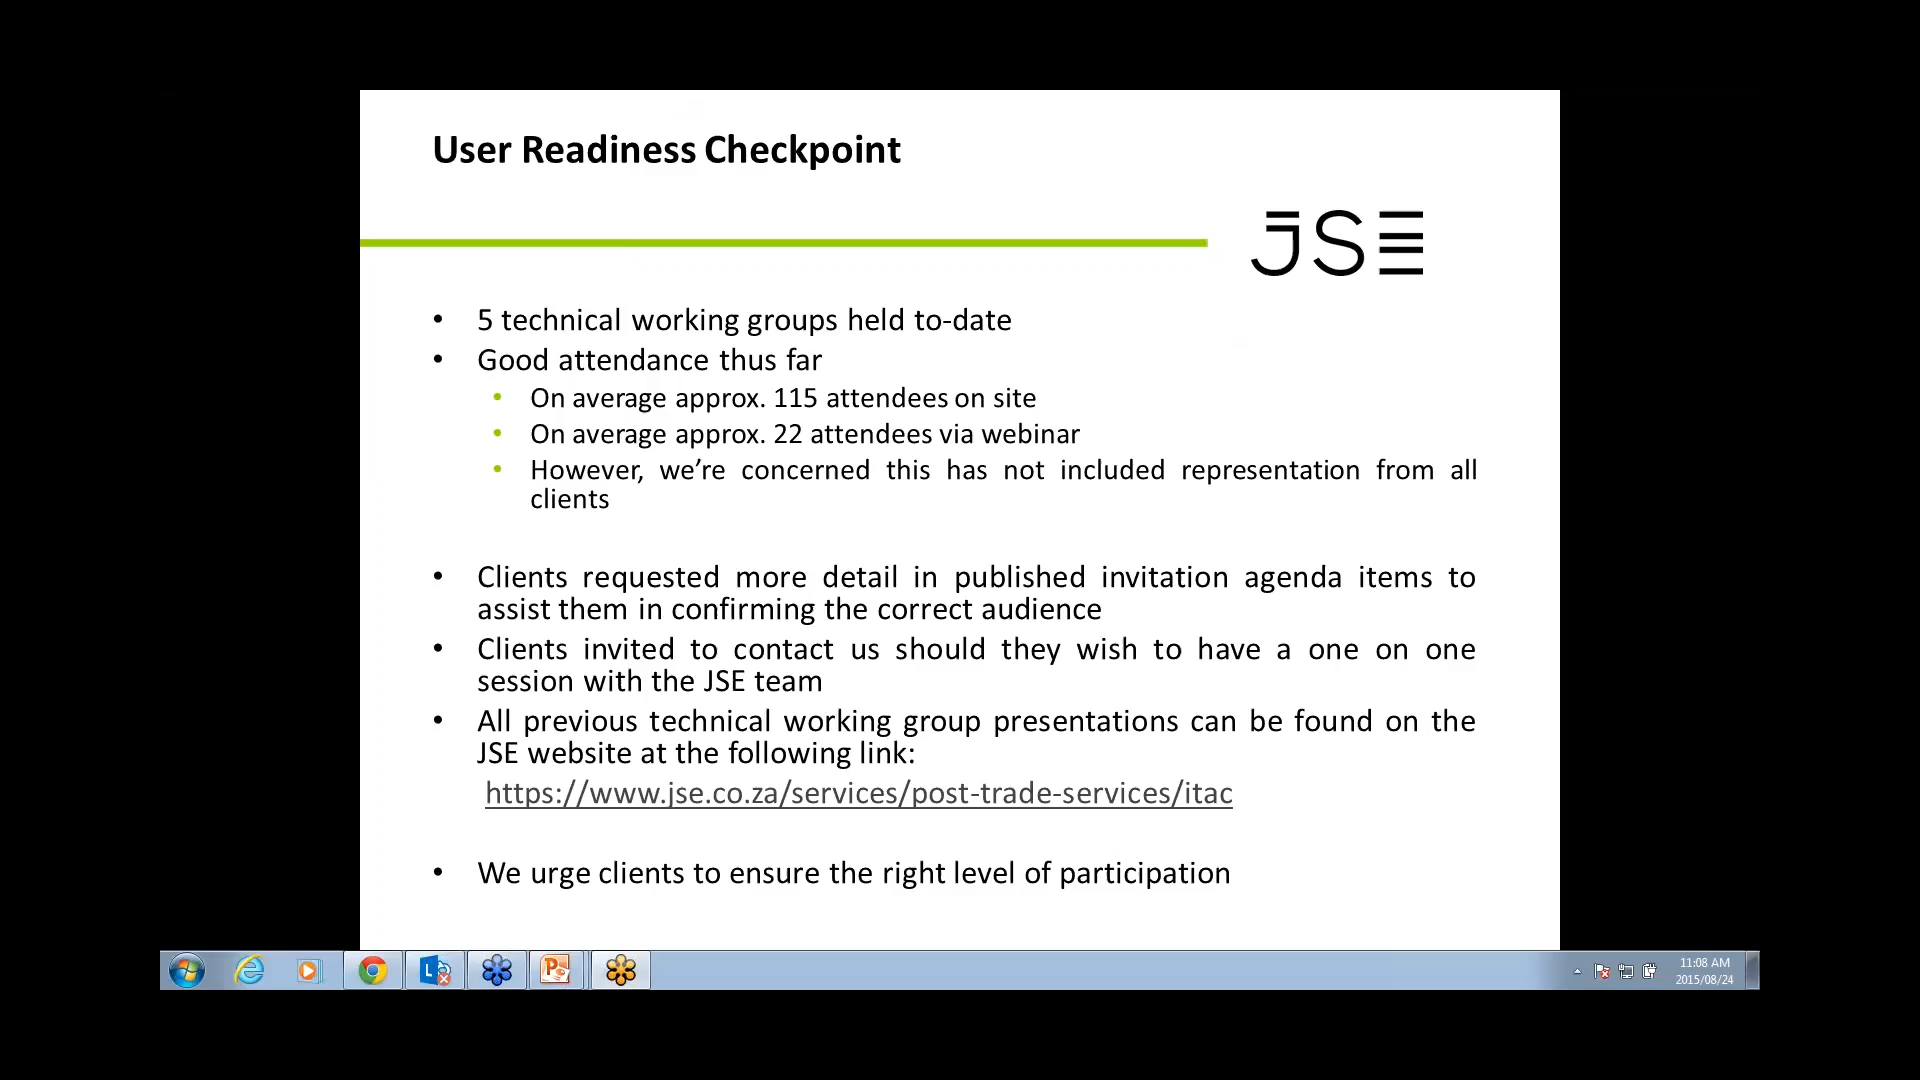 User Readiness Checkpoint
JSE
• 5 technical working groups held to-date
• Good attendance thus far
• On average approx. 115 attendees on site
• On average approx. 22 attendees via webinar
• However, we’re concerned this has not included representation from all
clients
• Clients requested more detail in published invitation agenda items to
assist them in confirming the correct audience
• Clients invited to contact us should they wish to have a one on one
session with the JSE team
• All previous technical working group presentations can be found on the
JSE website at the following link:
https://www.jse.co.za/services/post-trade-services/itac
• We urge clients to ensure the right level of participation
11:08 AM
2015/08/24